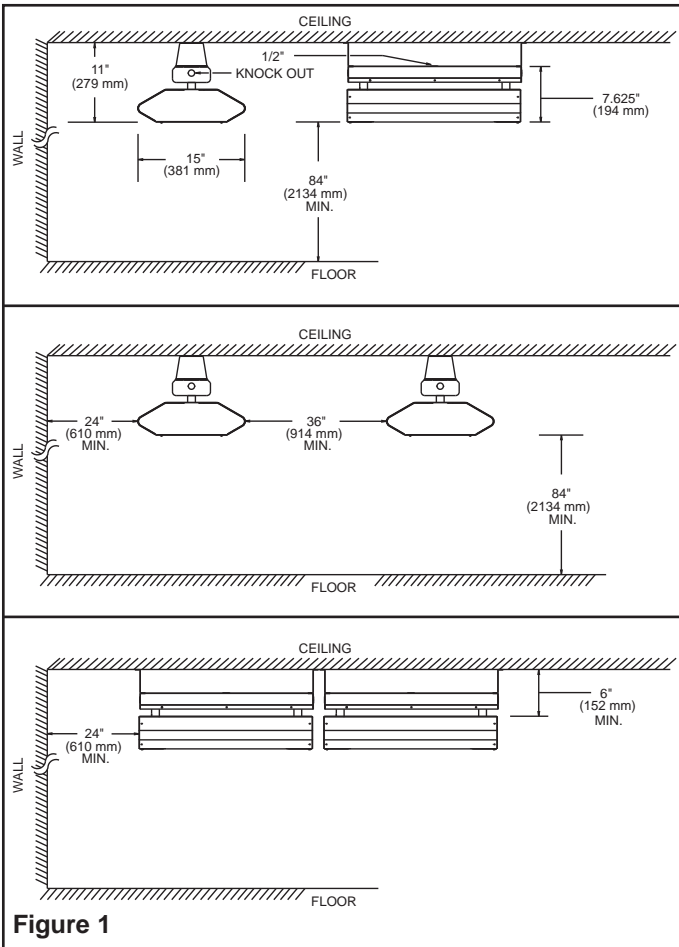 CEILING
1/2"
KNOCK OUT
11"
(279 mm)
7.625"
(194 mm)
WALL
15"
(381 mm)
84"
(2134 mm)
MIN.
FLOOR
CEILING
24"
(610 mm)
MIN.
36"
(914 mm)
MIN.
WALL
84"
(2134 mm)
MIN.
FLOOR
CEILING
6"
(152 mm)
MIN.
24"
(610 mm)
MIN.
WALL
FLOOR
Figure 1